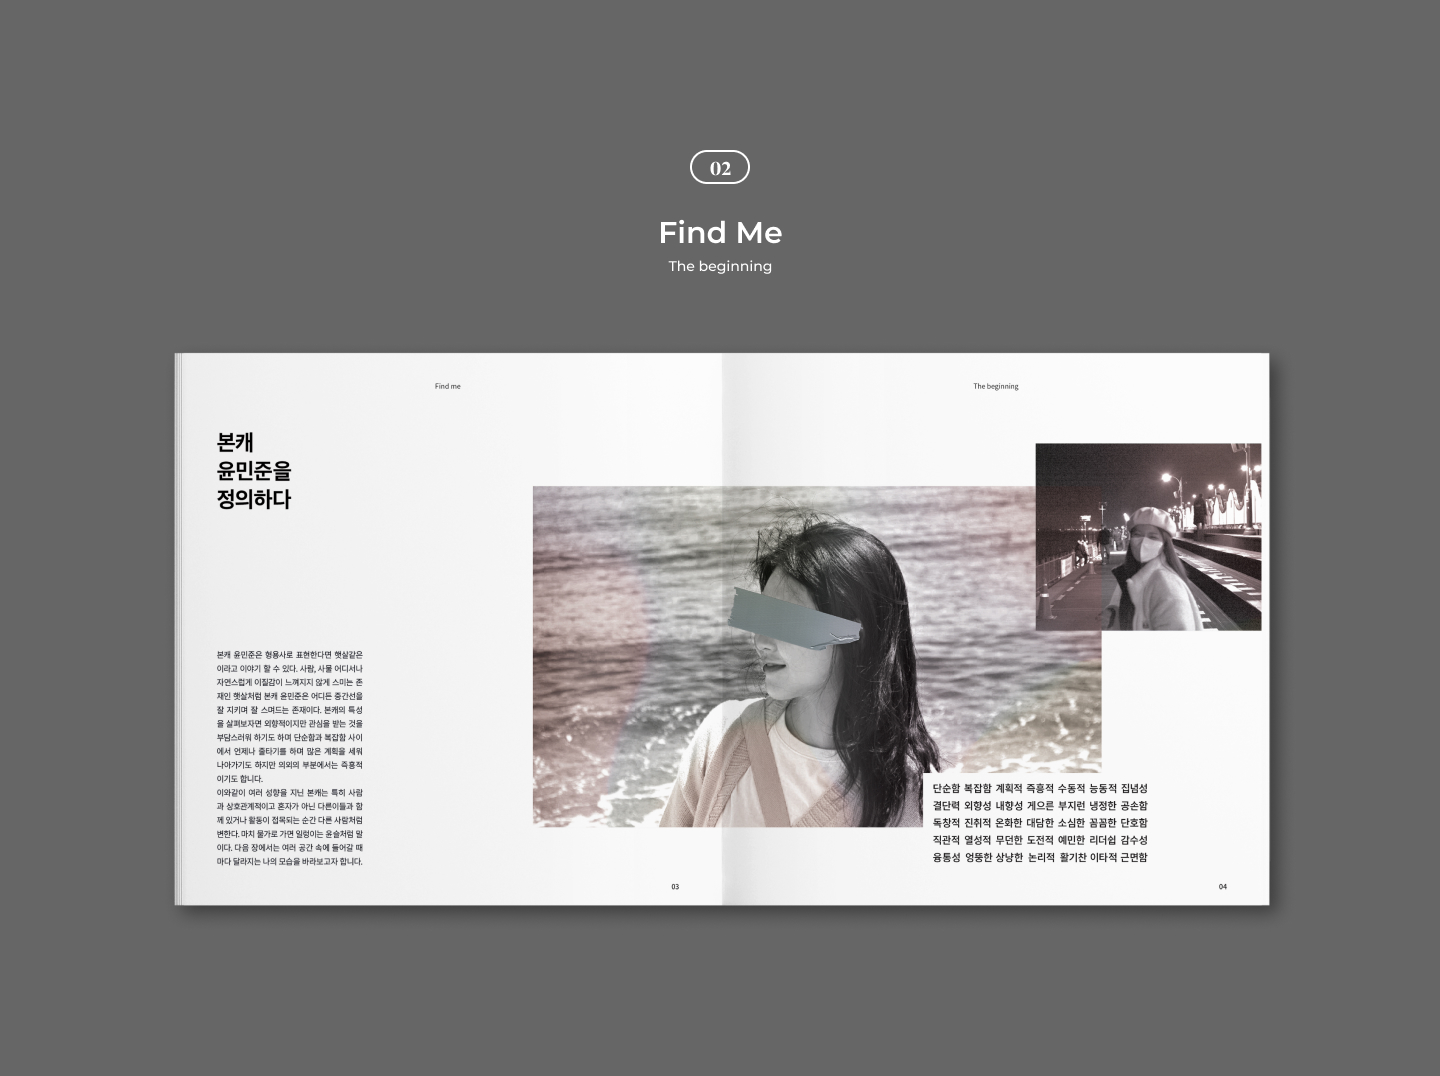 02
Find Me
The beginning
Find me
The beginning
본캐
윤민준을
정의하다
본캐 윤민준은 형용사로 표현한다면 햇살같은
이라고 이야기 할 수 있다. 사람, 사물 어디서나
자연스럽게 이질감이 느껴지지 않게 스미는 존
재인 햇살처럼 본캐 윤민준은 어디든 중간선을
잘 지키며 잘 스며드는 존재이다. 본캐의 특성
을 살펴보자면 외향적이지만 관심을 받는 것을
부담스러워 하기도 하며 단순함과 복잡함 사이
에서 언제나 줄타기를 하며 많은 계획을 세워
나아가기도 하지만 의외의 부분에서는 즉흥적
이기도 합니다.
이와같이 여러 성향을 지닌 본캐는 특히 사람
과 상호관계적이고 혼자가 아닌 다른이들과 함
께 있거나 활동이 접목되는 순간 다른 사람처럼
변한다. 마치 물가로 가면 일렁이는 윤슬처럼 말
이다. 다음 장에서는 여러 공간 속에 들어갈 때
마다 달라지는 나의 모습을 바라보고자 합니다.
단순함 복잡함 계획적 즉흥적 수동적 능동적 집념성
결단력 외향성 내향성 게으른 부지런 냉정한 공손함
독창적 진취적 온화한 대담한 소심한 꼼꼼한 단호함
직관적 열성적 무던한 도전적 예민한 리더쉽 감수성
융통성 엉뚱한 상냥한 논리적 활기찬 이타적 근면함
03
04